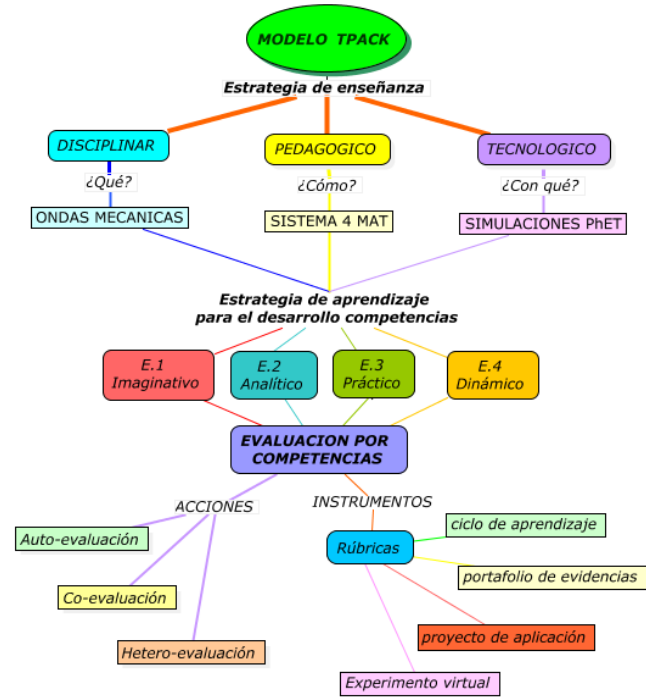 MODELO TPACK
Estrategia de enseñanza
DISCIPLINAR
PEDAGOGICO
TECNOLOGICO
¿Qué?
¿Cómo?
¿Con qué?
ONDAS MECANICAS
SISTEMA 4 MAT
SIMULACIONES PhET
Estrategia de aprendizaje
para el desarrollo competencias
E.1
Imaginativo
E.2
Analítico
E.3
Práctico
E.4
Dinámico
EVALUACION POR
COMPETENCIAS
ACCIONES
INSTRUMENTOS
Auto-evaluación
Co-evaluación
Hetero-evaluación
Rúbricas
ciclo de aprendizaje
portafolio de evidencias
proyecto de aplicación
Experimento virtual